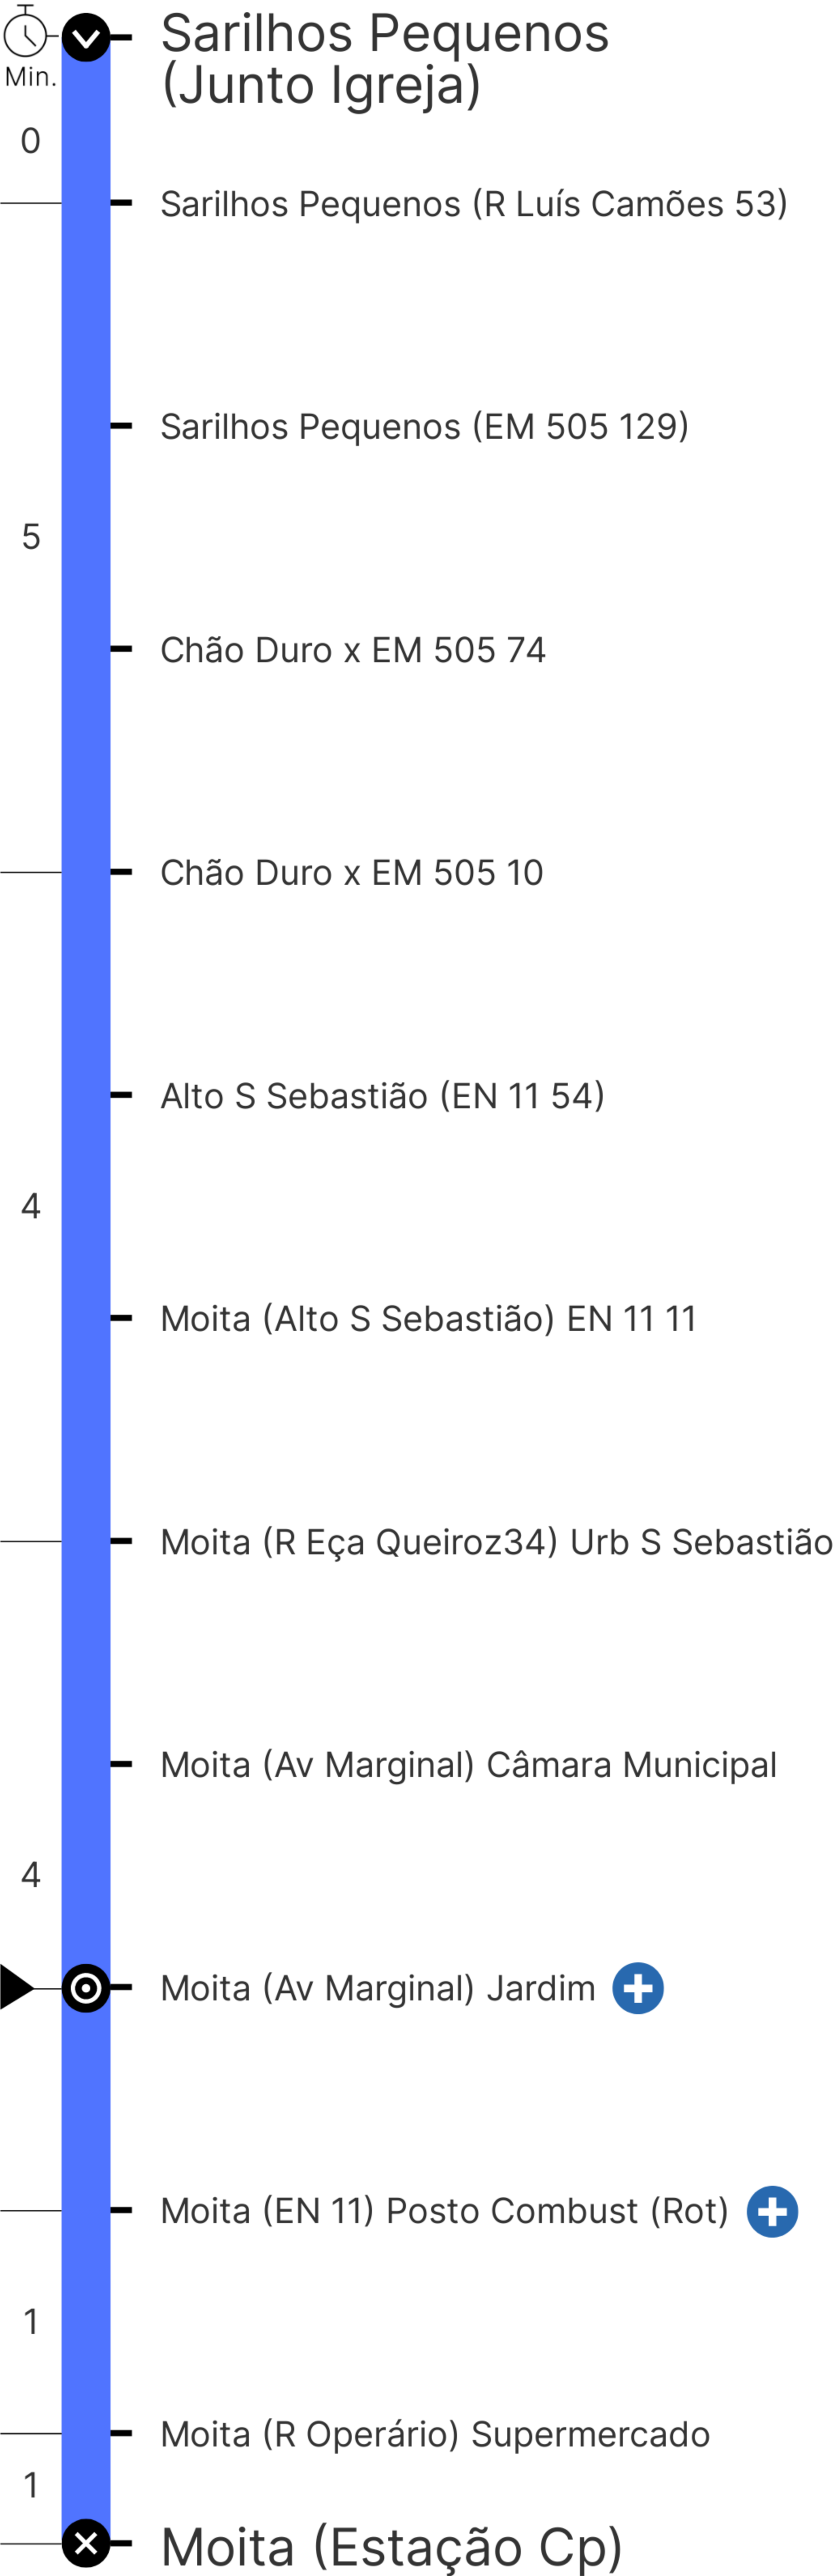 Sarilhos Pequenos
(Junto Igreja)
Min.
0
Sarilhos Pequenos (R Luís Camões 53)
Sarilhos Pequenos (EM 505 129)
5
Chão Duro x EM 505 74
Chão Duro x EM 505 10
Alto S Sebastião (EN 11 54)
4
Moita (Alto S Sebastião) EN 11 11
Moita (R Eça Queiroz34) Urb S Sebastião
Moita (Av Marginal) Câmara Municipal
4
Moita (Av Marginal) Jardim
Moita (EN 11) Posto Combust (Rot)
1
Moita (R Operário) Supermercado
1
Moita (Estação Cp)